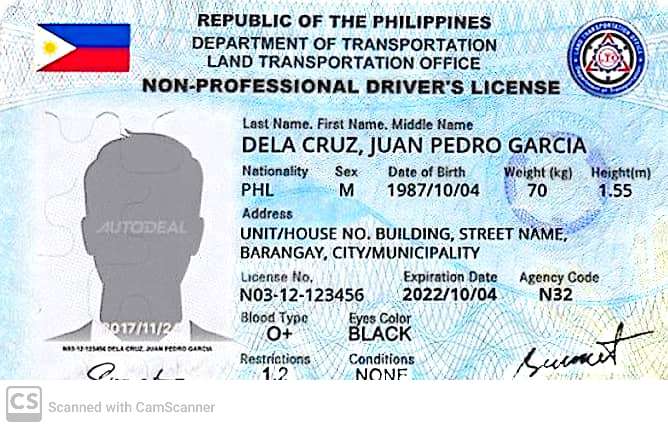 REPUBLIC OF THE PHILIPPINES
DEPARTMENT OF TRANSPORTATION
LAND TRANSPORTATION OFFICE
NON-PROFESSIONAL DRIVER'S LICENSE
Last Name. First Name. Middle Name
DELA CRUZ, JUAN PEDRO GARCIA
Nationality Sex Date of Birth Weight (kg) Height(m)
PHL M 1987/10/04 70 1.55
Address
UNIT/HOUSE NO. BUILDING, STREET NAME,
BARANGAY, CITY/MUNICIPALITY
License No. Expiration Date Agency Code
N03-12-123456 2022/10/04 N32
Blood Type Eyes Color
O+ BLACK
Restrictions Conditions
1,2 NONE
AUTODEAL
2017/11/24
N03-12-123456 DELA CRUZ, JUAN PEDRO GARCIA
LAND TRANSPORTATION OFFICE
CS Scanned with CamScanner